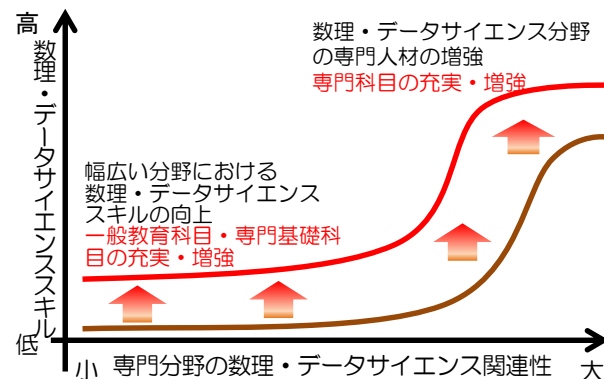 高
数理・データサイエンススキル
低
数理・データサイエンス分野
の専門人材の増強
専門科目の充実・増強
幅広い分野における
数理・データサイエンス
スキルの向上
一般教育科目・専門基礎科
目の充実・増強
小
専門分野の数理・データサイエンス関連性
大